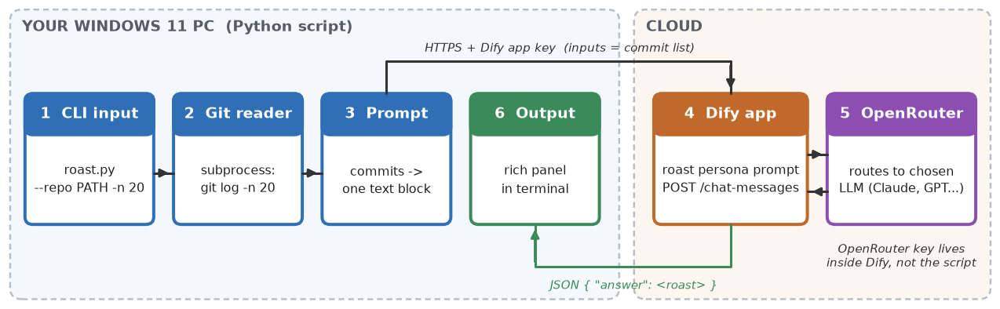 YOUR WINDOWS 11 PC  (Python script)
CLOUD
HTTPS + Dify app key  (inputs = commit list)
1  CLI input
roast.py
--repo PATH -n 20
2  Git reader
subprocess:
git log -n 20
3  Prompt
commits ->
one text block
6  Output
rich panel
in terminal
4  Dify app
roast persona prompt
POST /chat-messages
5  OpenRouter
routes to chosen
LLM (Claude, GPT...)
OpenRouter key lives
inside Dify, not the script
JSON { "answer": <roast> }